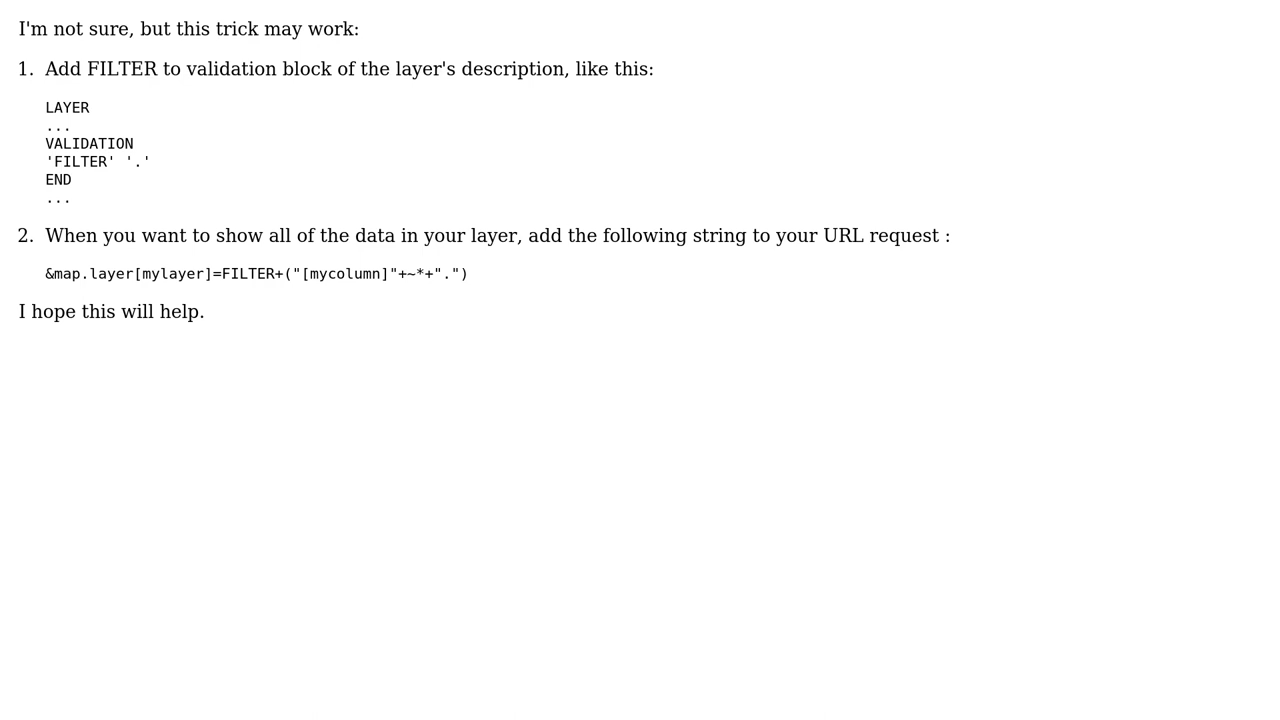 I'm not sure, but this trick may work:
1. Add FILTER to validation block of the layer's description, like this:
LAYER
...
VALIDATION
'FILTER' '.'
END
...
2. When you want to show all of the data in your layer, add the following string to your URL request :
&map.layer[mylayer]=FILTER+("[mycolumn]"+~*+".")
I hope this will help.